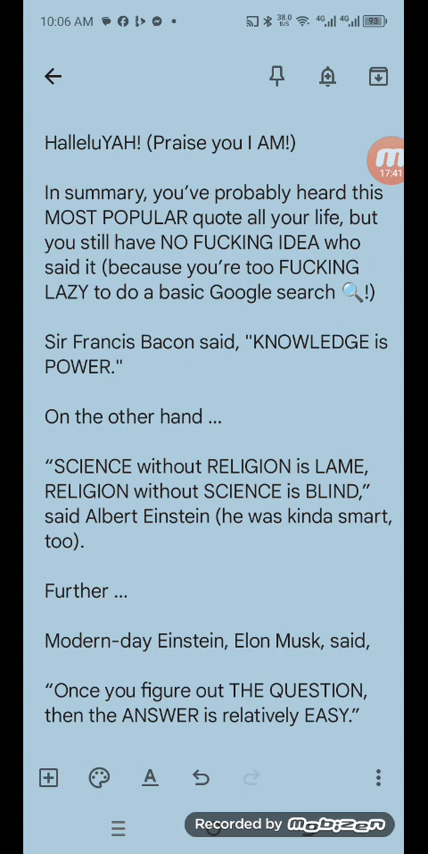 10:06 AM
38.0
B/S
4G
4G
93
HalleluYAH! (Praise you I AM!)
17:41
In summary, you've probably heard this
MOST POPULAR quote all your life, but
you still have NO FUCKING IDEA who
said it (because you're too FUCKING
LAZY to do a basic Google search 🔍!)
Sir Francis Bacon said, "KNOWLEDGE is
POWER."
On the other hand ...
“SCIENCE without RELIGION is LAME,
RELIGION without SCIENCE is BLIND,”
said Albert Einstein (he was kinda smart,
too).
Further ...
Modern-day Einstein, Elon Musk, said,
“Once you figure out THE QUESTION,
then the ANSWER is relatively EASY.”
A
Recorded by mobizen